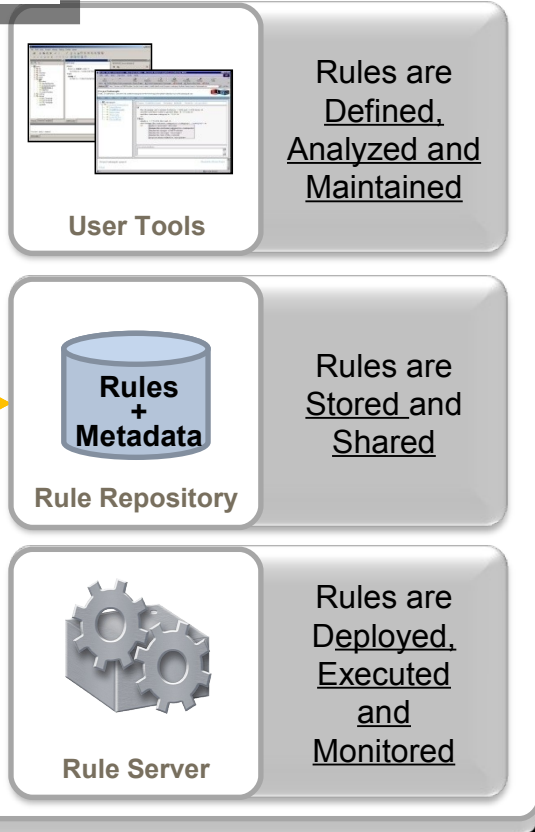 Rules are
Defined,
Analyzed and
Maintained
User Tools
Rules
+
Metadata
Rule Repository
Rules are
Stored and
Shared
Rules are
Deployed,
Executed
and
Monitored
Rule Server